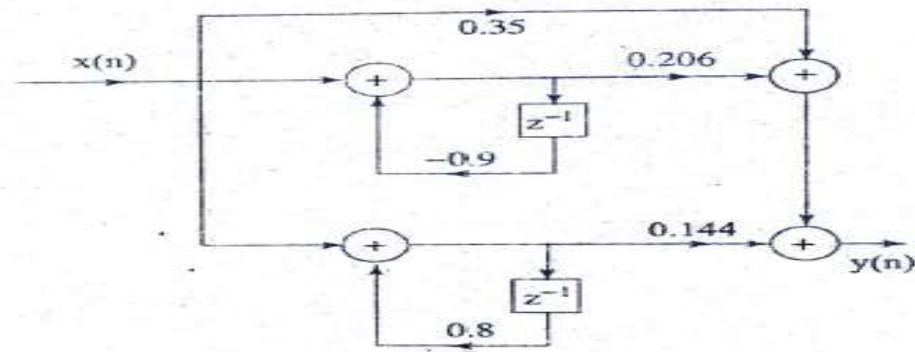 0.35
x(n)
+
0.206
+
z⁻¹
−0.9
+
0.144
+
y(n)
z⁻¹
0.8